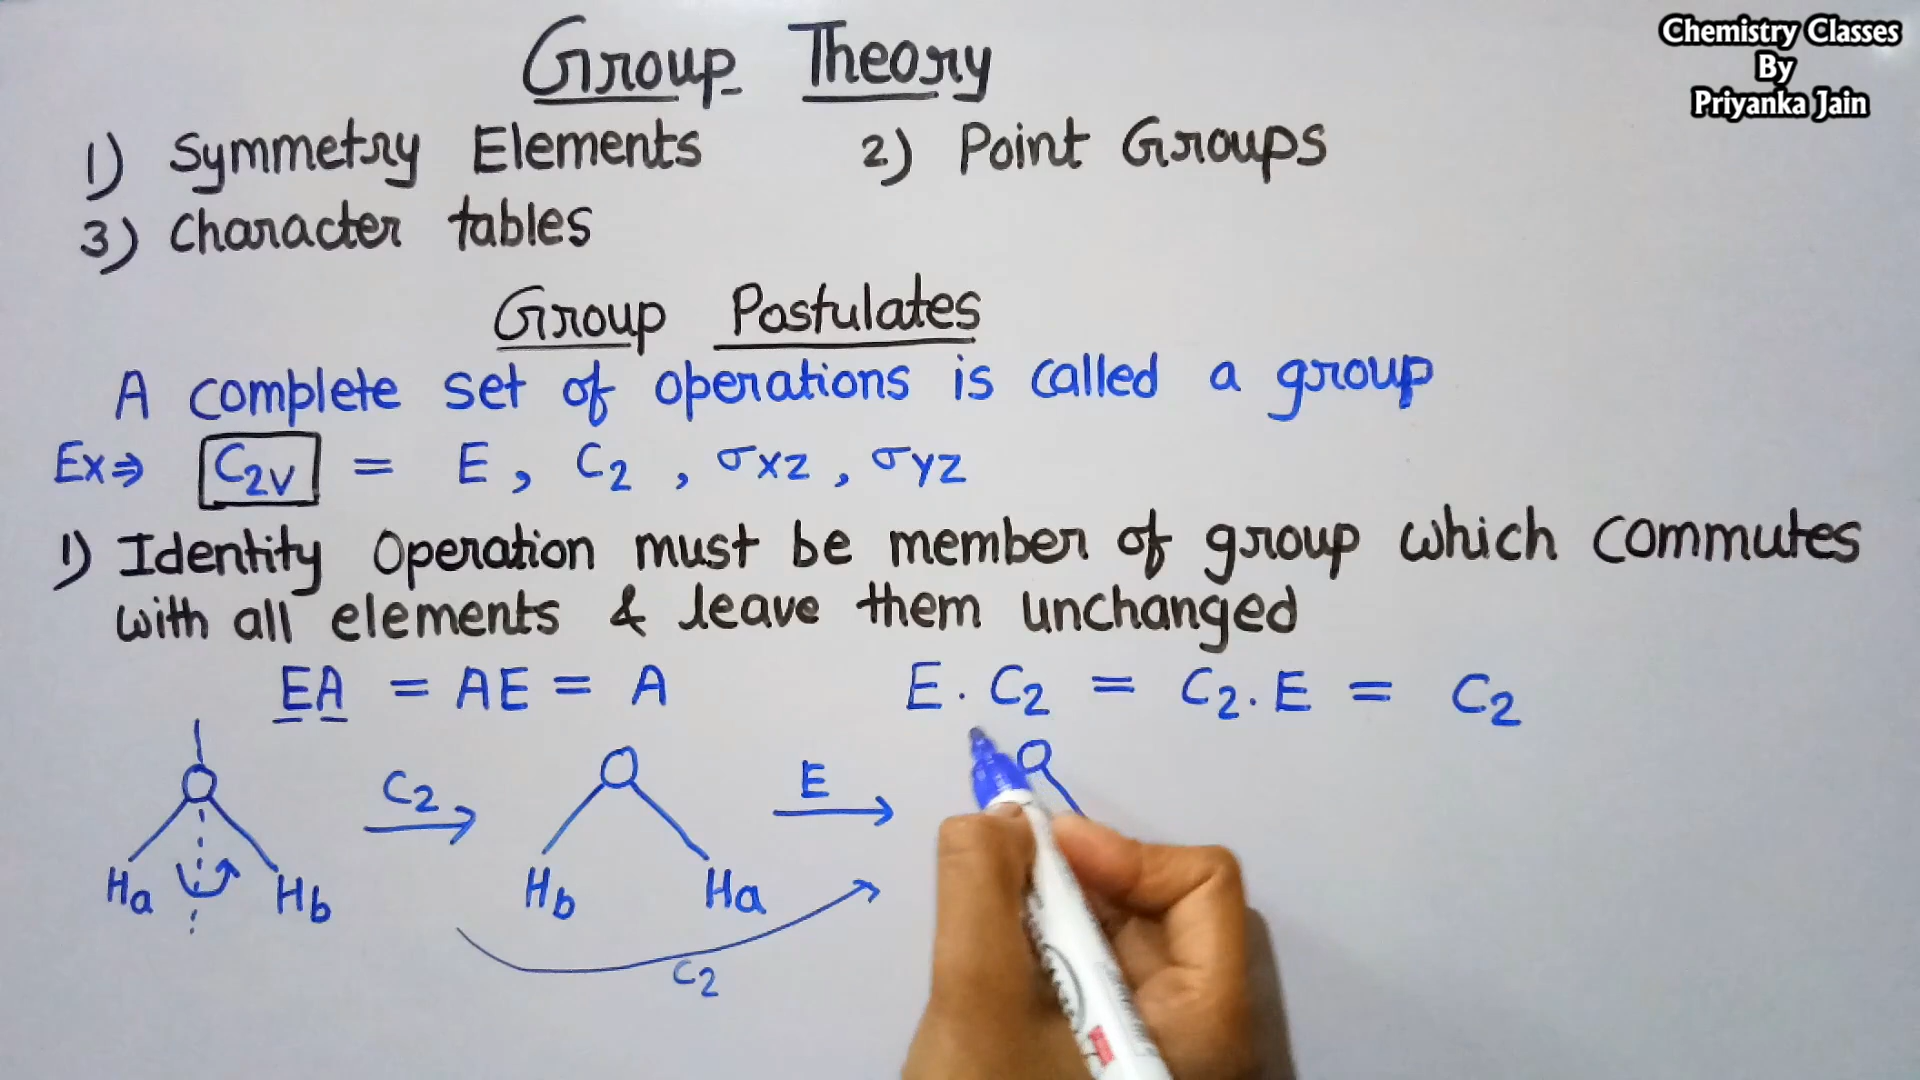 Chemistry Classes
By
Priyanka Jain
Group Theory
1) Symmetry Elements 2) Point Groups
3) Character tables
Group Postulates
A complete set of operations is called a group
Ex⇒ C2V = E, C2, σxz, σyz
1) Identity Operation must be member of group which commutes
with all elements & leave them unchanged
EA = AE = A E . C2 = C2 . E = C2
C2 E
Ha Hb Hb Ha
C2